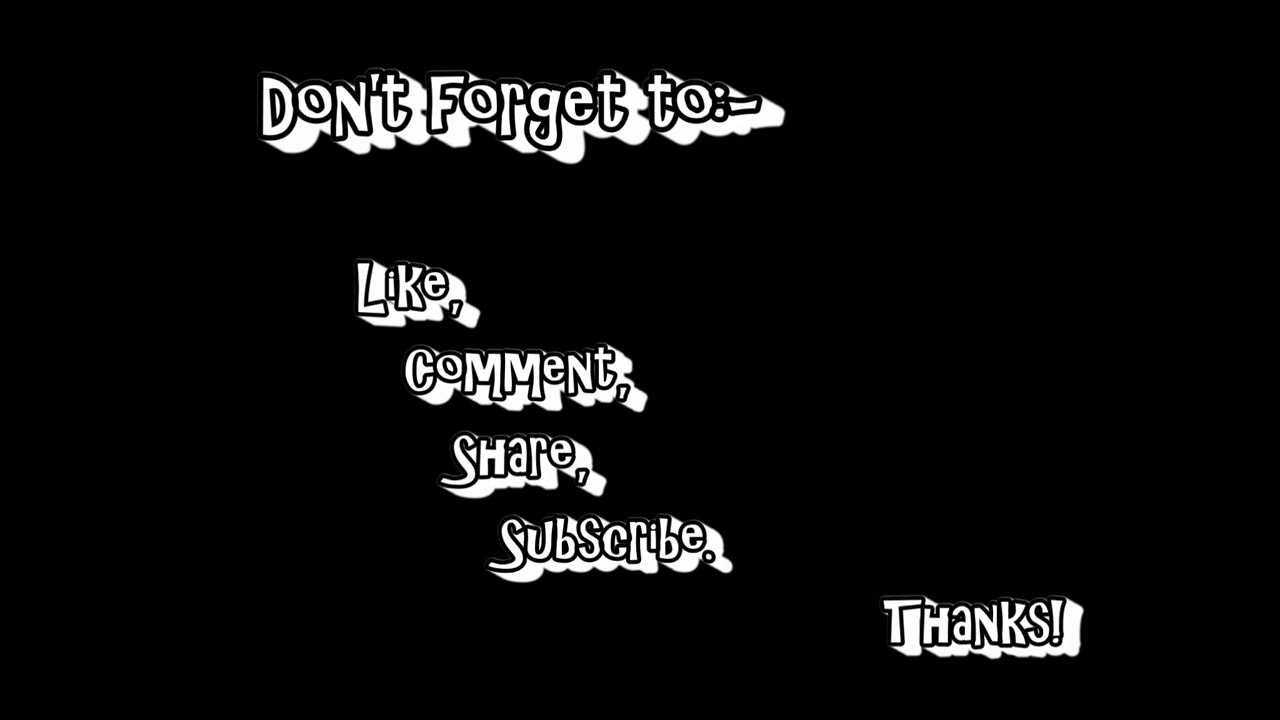 Don't Forget to:-
Like,
Comment,
Share,
Subscribe.
Thanks!